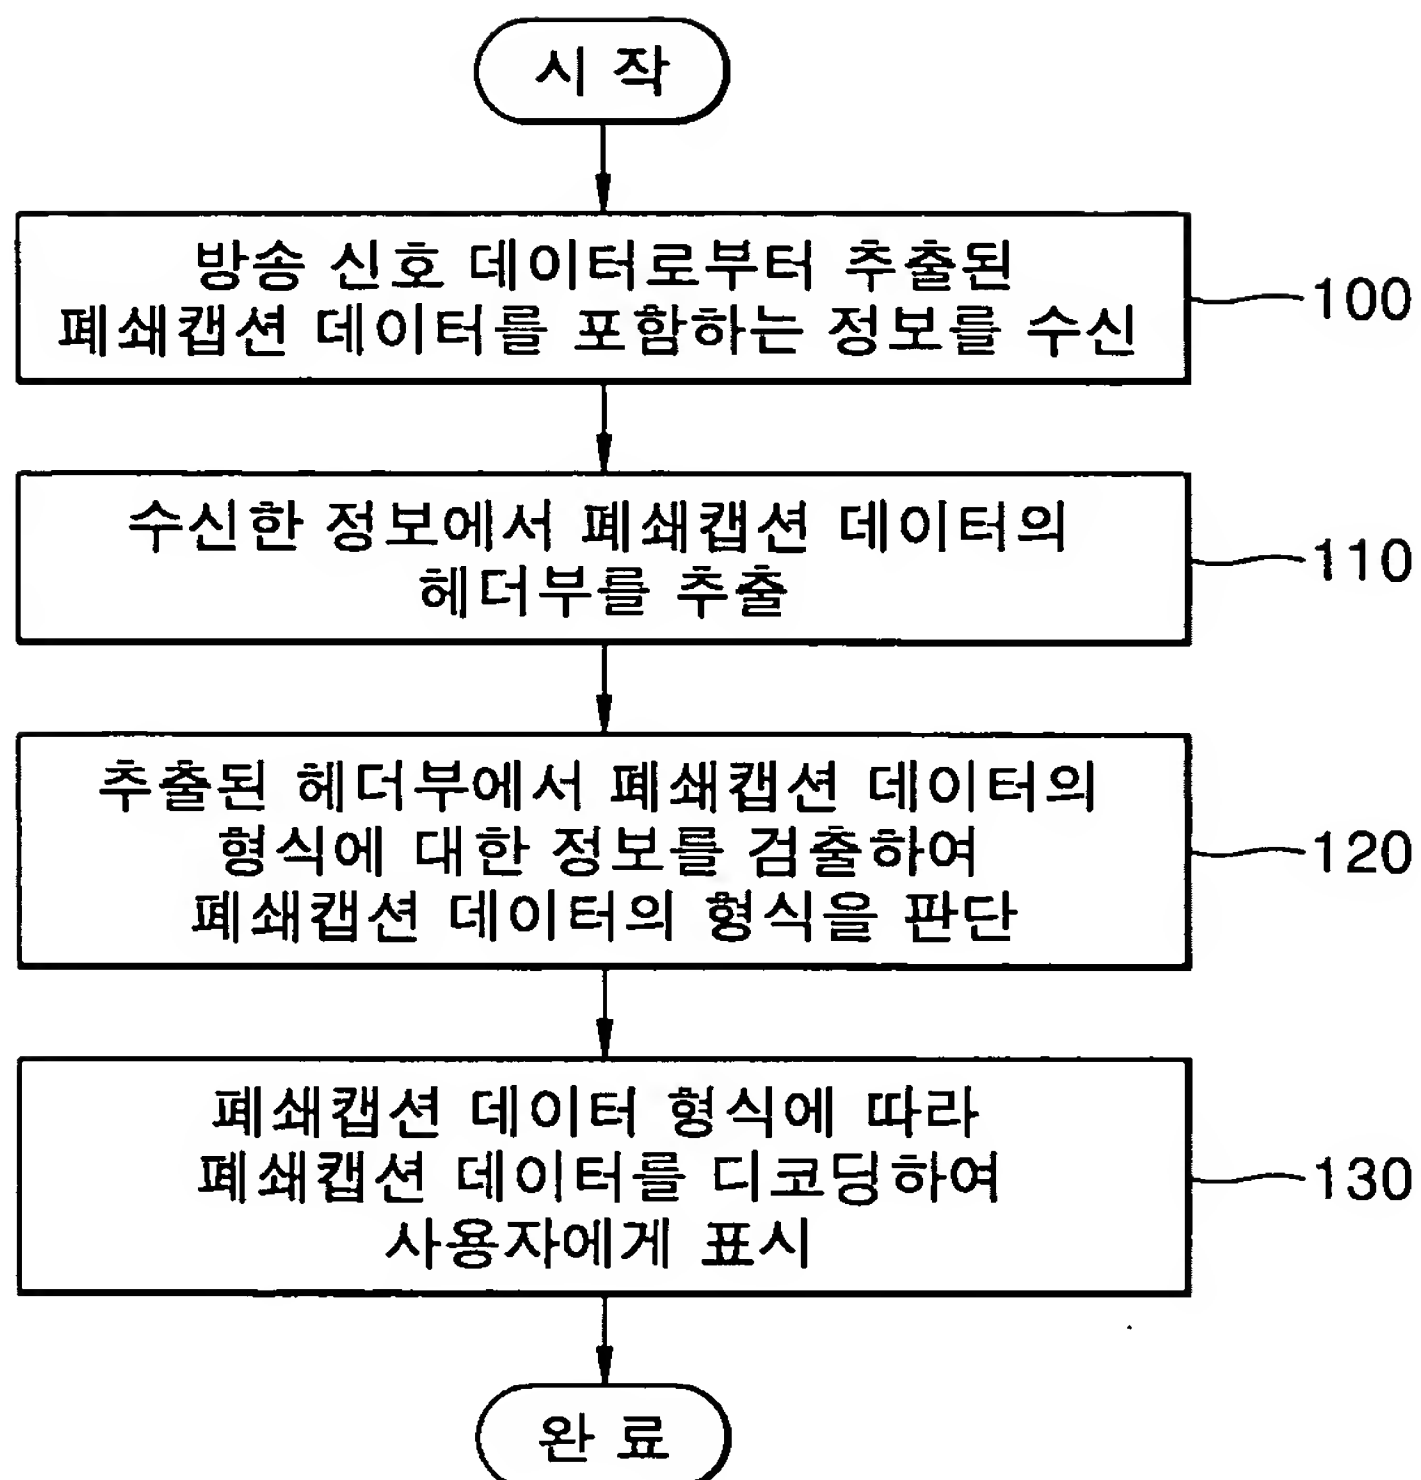 시 작
방송 신호 데이터로부터 추출된
폐쇄캡션 데이터를 포함하는 정보를 수신
100
수신한 정보에서 폐쇄캡션 데이터의
헤더부를 추출
110
추출된 헤더부에서 폐쇄캡션 데이터의
형식에 대한 정보를 검출하여
폐쇄캡션 데이터의 형식을 판단
120
폐쇄캡션 데이터 형식에 따라
폐쇄캡션 데이터를 디코딩하여
사용자에게 표시
130
완 료